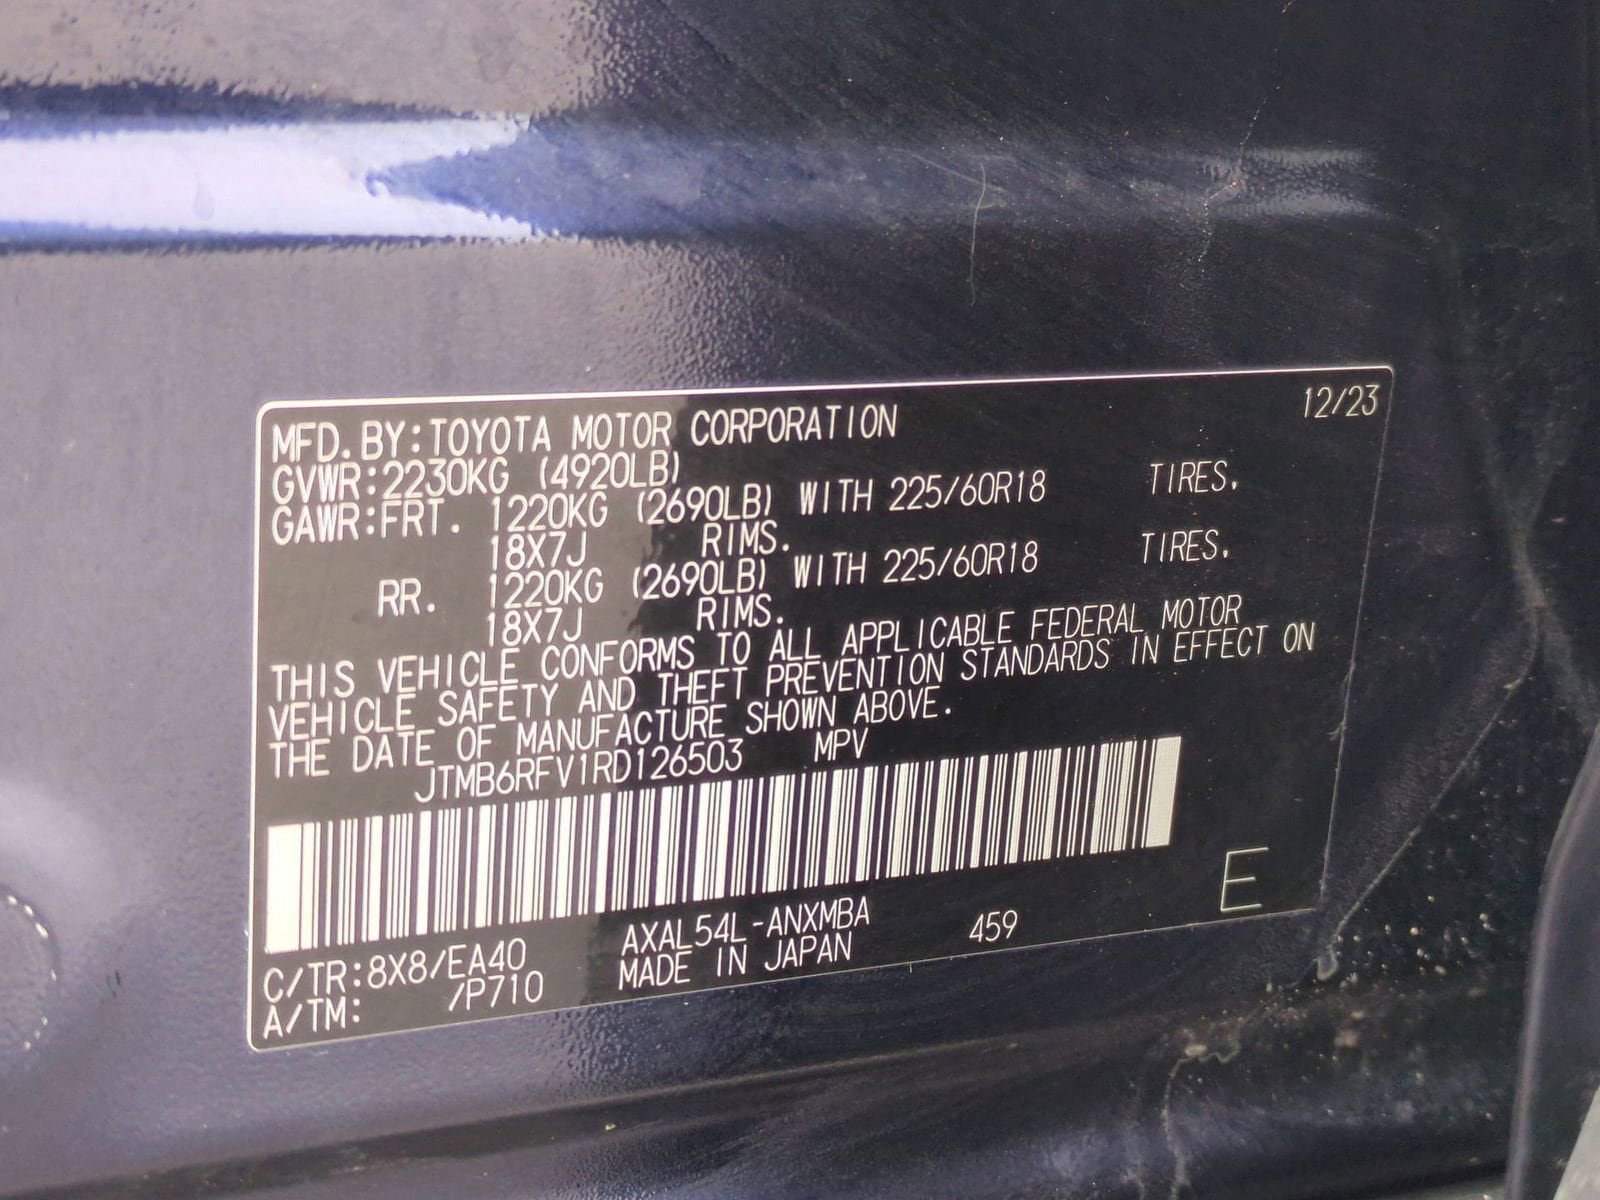 12/23
MFD. BY:TOYOTA MOTOR CORPORATION
GVWR:2230KG (4920LB)
GAWR:FRT. 1220KG (2690LB) WITH 225/60R18 TIRES.
18X7J RIMS.
RR. 1220KG (2690LB) WITH 225/60R18 TIRES.
18X7J RIMS.
THIS VEHICLE CONFORMS TO ALL APPLICABLE FEDERAL MOTOR
VEHICLE SAFETY AND THEFT PREVENTION STANDARDS IN EFFECT ON
THE DATE OF MANUFACTURE SHOWN ABOVE.
JTMB6RFV1RD126503 MPV
E
C/TR:8X8/EA40 AXAL54L-ANXMBA 459
A/TM: /P710 MADE IN JAPAN